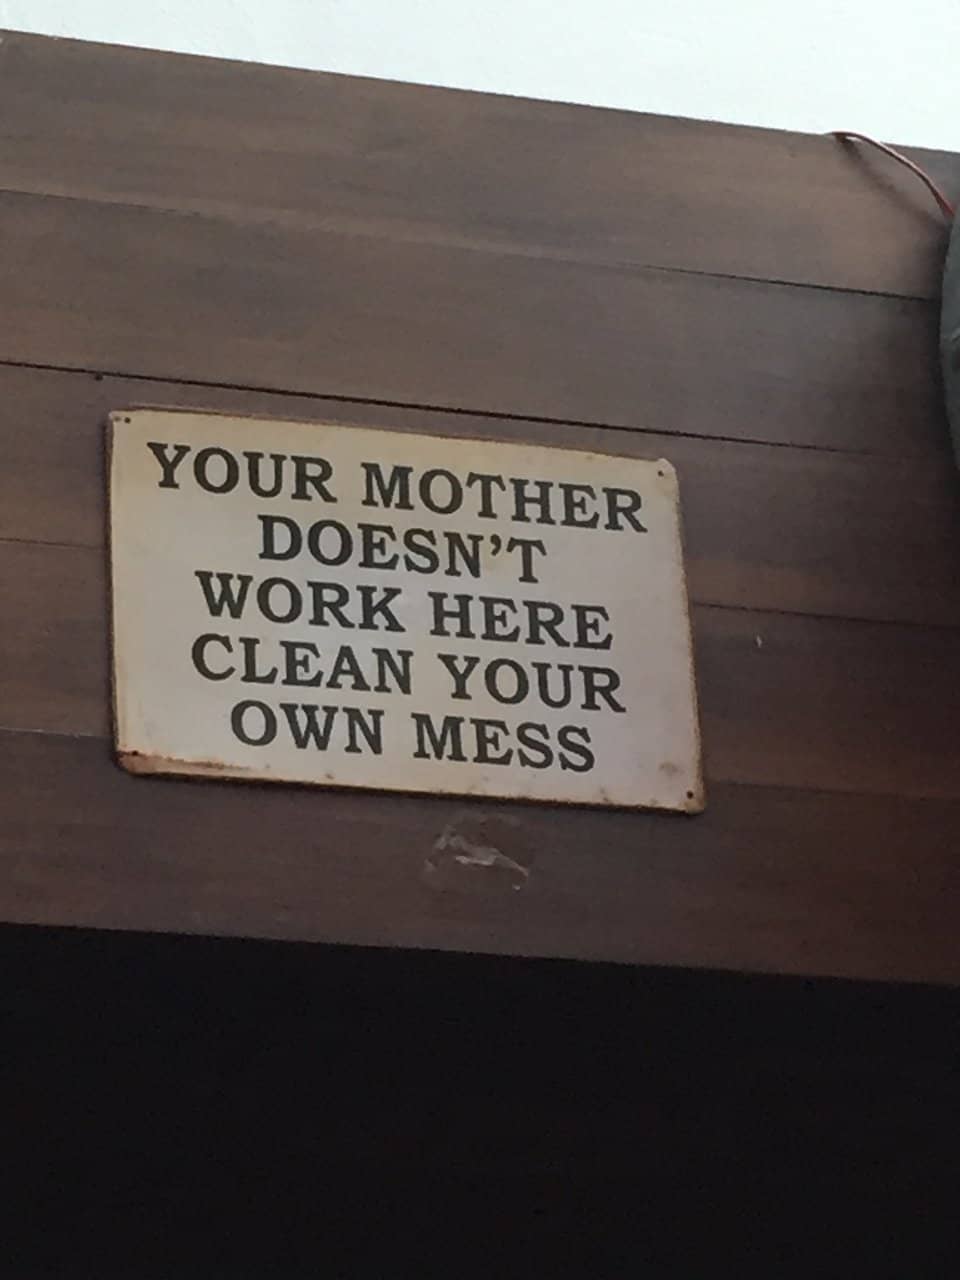 YOUR MOTHER
DOESN'T
WORK HERE
CLEAN YOUR
OWN MESS